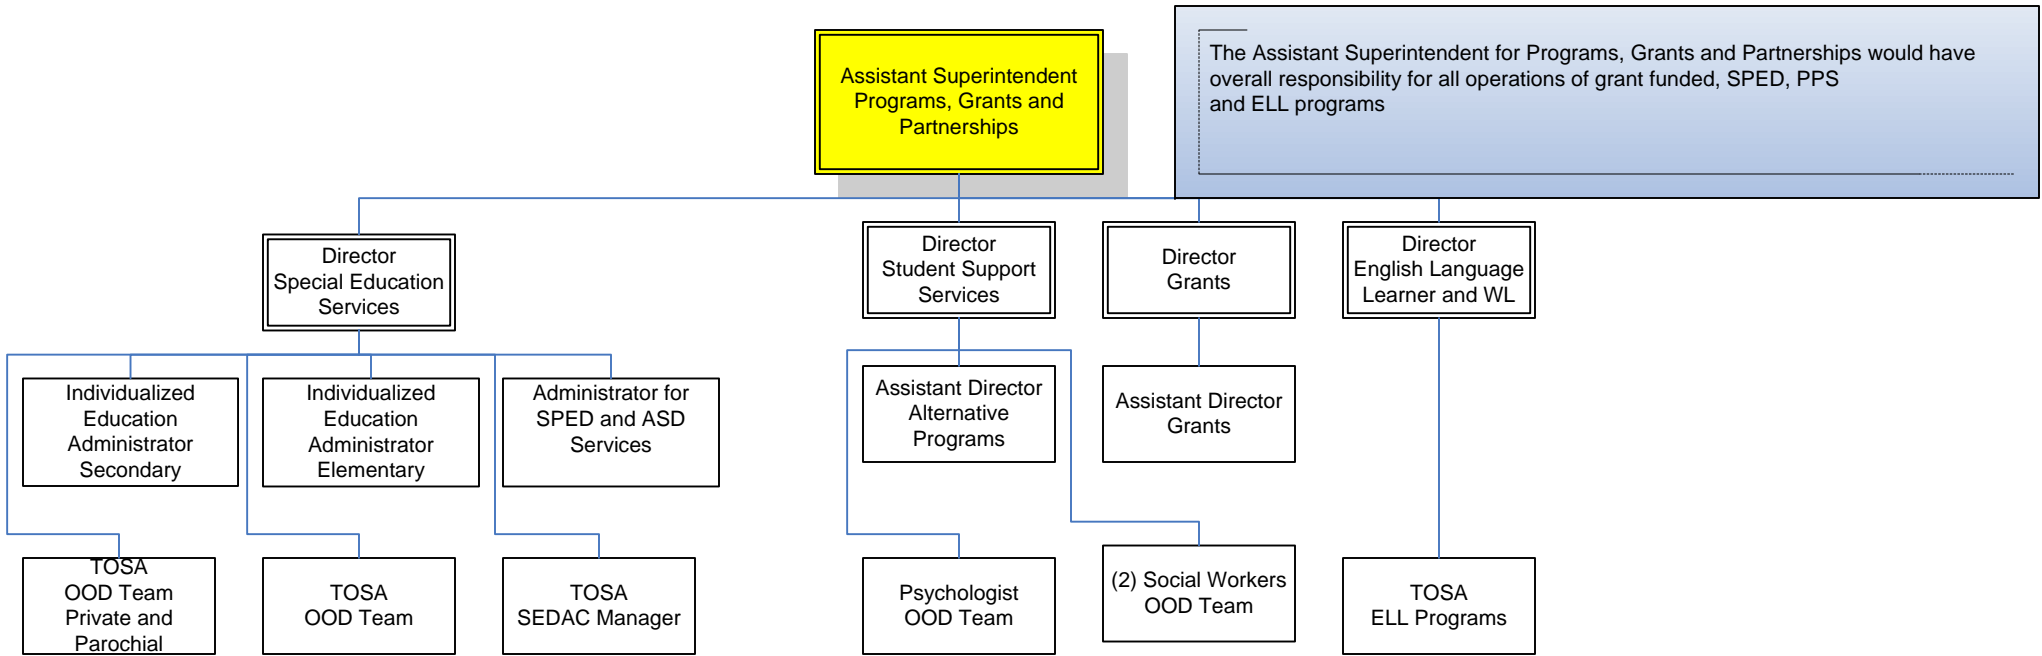 Assistant Superintendent
Programs, Grants and
Partnerships
The Assistant Superintendent for Programs, Grants and Partnerships would have
overall responsibility for all operations of grant funded, SPED, PPS
and ELL programs
Director
Special Education
Services
Director
Student Support
Services
Director
Grants
Director
English Language
Learner and WL
Individualized
Education
Administrator
Secondary
Individualized
Education
Administrator
Elementary
Administrator for
SPED and ASD
Services
Assistant Director
Alternative
Programs
Assistant Director
Grants
TOSA
OOD Team
Private and
Parochial
TOSA
OOD Team
TOSA
SEDAC Manager
Psychologist
OOD Team
(2) Social Workers
OOD Team
TOSA
ELL Programs